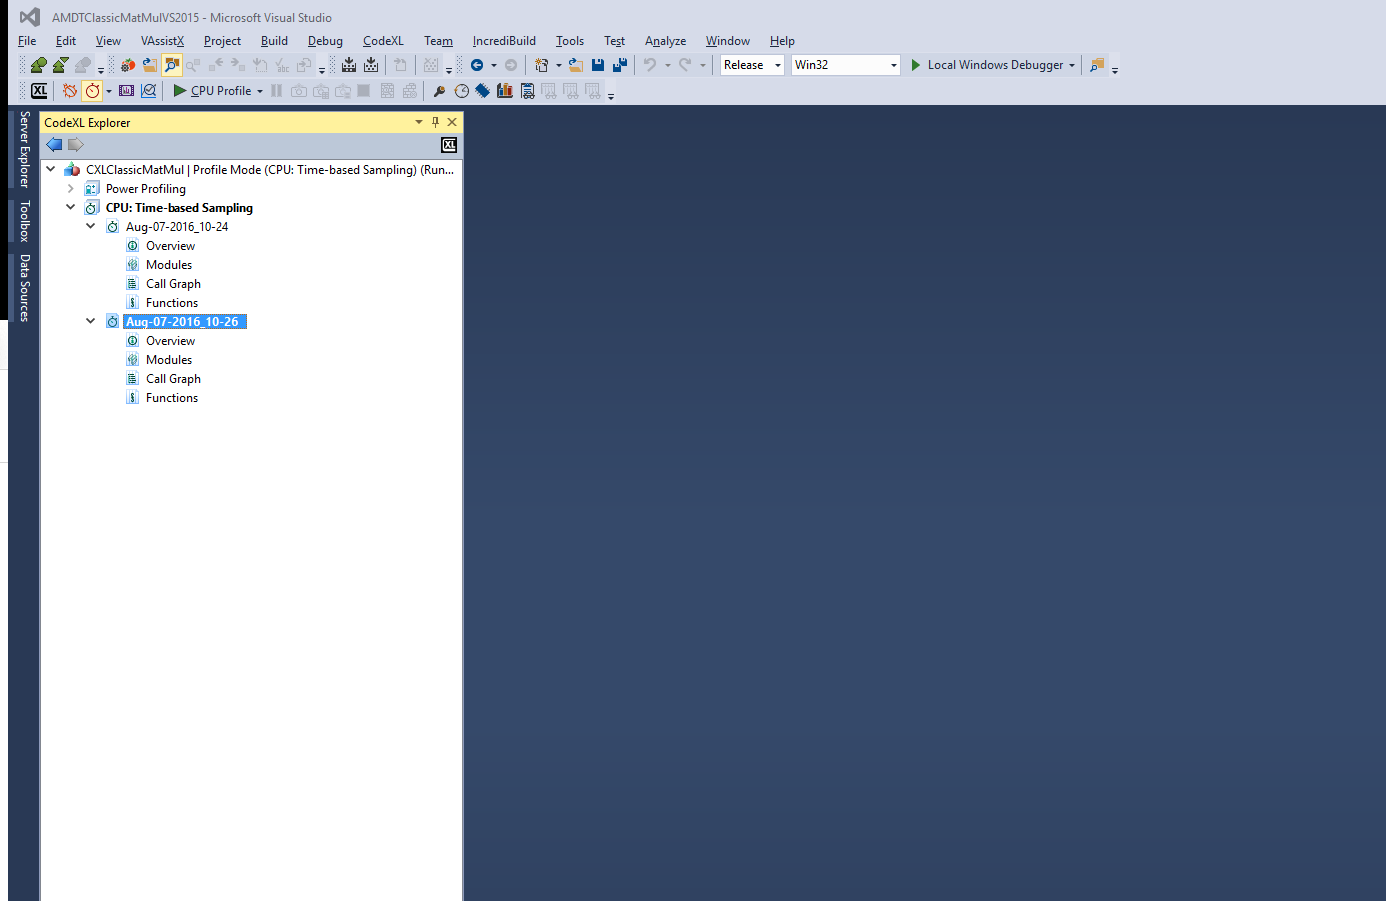 AMDTClassicMatMulVS2015 - Microsoft Visual Studio
File Edit View VAssistX Project Build Debug CodeXL Team IncrediBuild Tools Test Analyze Window Help
Release Win32 Local Windows Debugger
XL CPU Profile
Server Explorer
Toolbox
Data Sources
CodeXL Explorer
XL
CXLClassicMatMul | Profile Mode (CPU: Time-based Sampling) (Run...
Power Profiling
CPU: Time-based Sampling
Aug-07-2016_10-24
Overview
Modules
Call Graph
Functions
Aug-07-2016_10-26
Overview
Modules
Call Graph
Functions